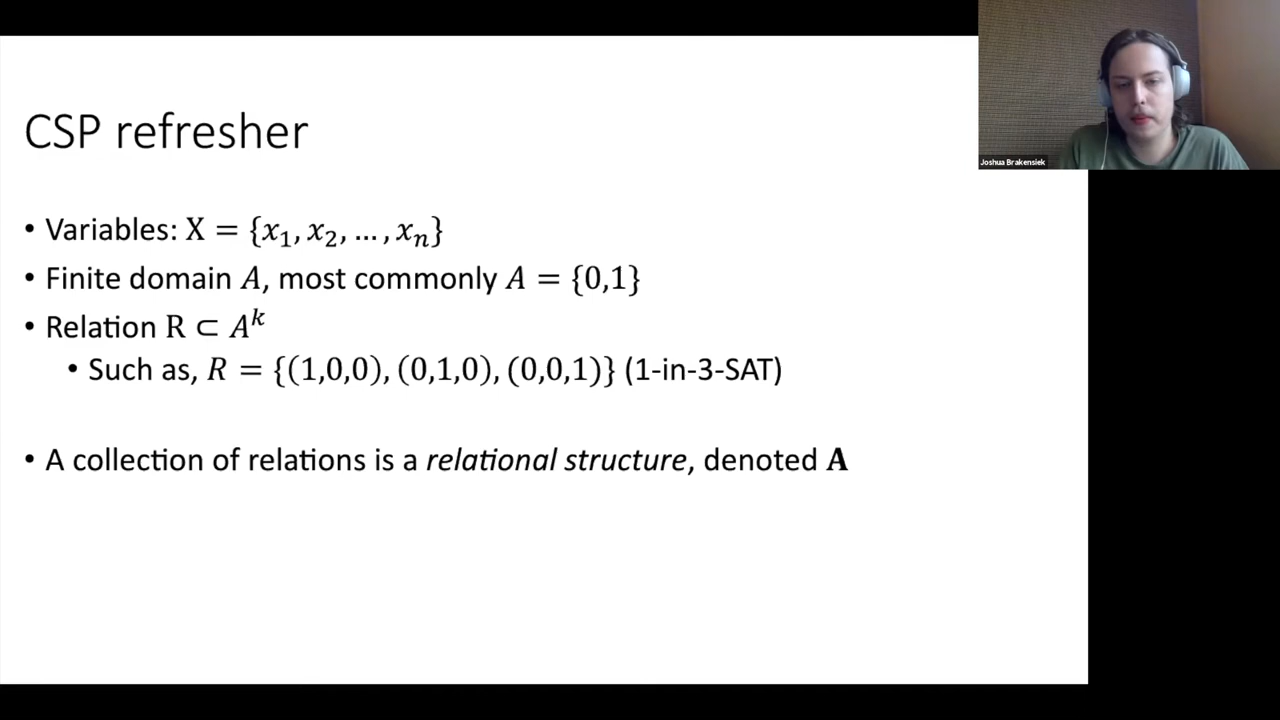 CSP refresher
Joshua Brakensiek
• Variables: X = {x₁, x₂, …, xₙ}
• Finite domain A, most commonly A = {0,1}
• Relation R ⊂ Aᵏ
• Such as, R = {(1,0,0), (0,1,0), (0,0,1)} (1-in-3-SAT)
• A collection of relations is a relational structure, denoted A